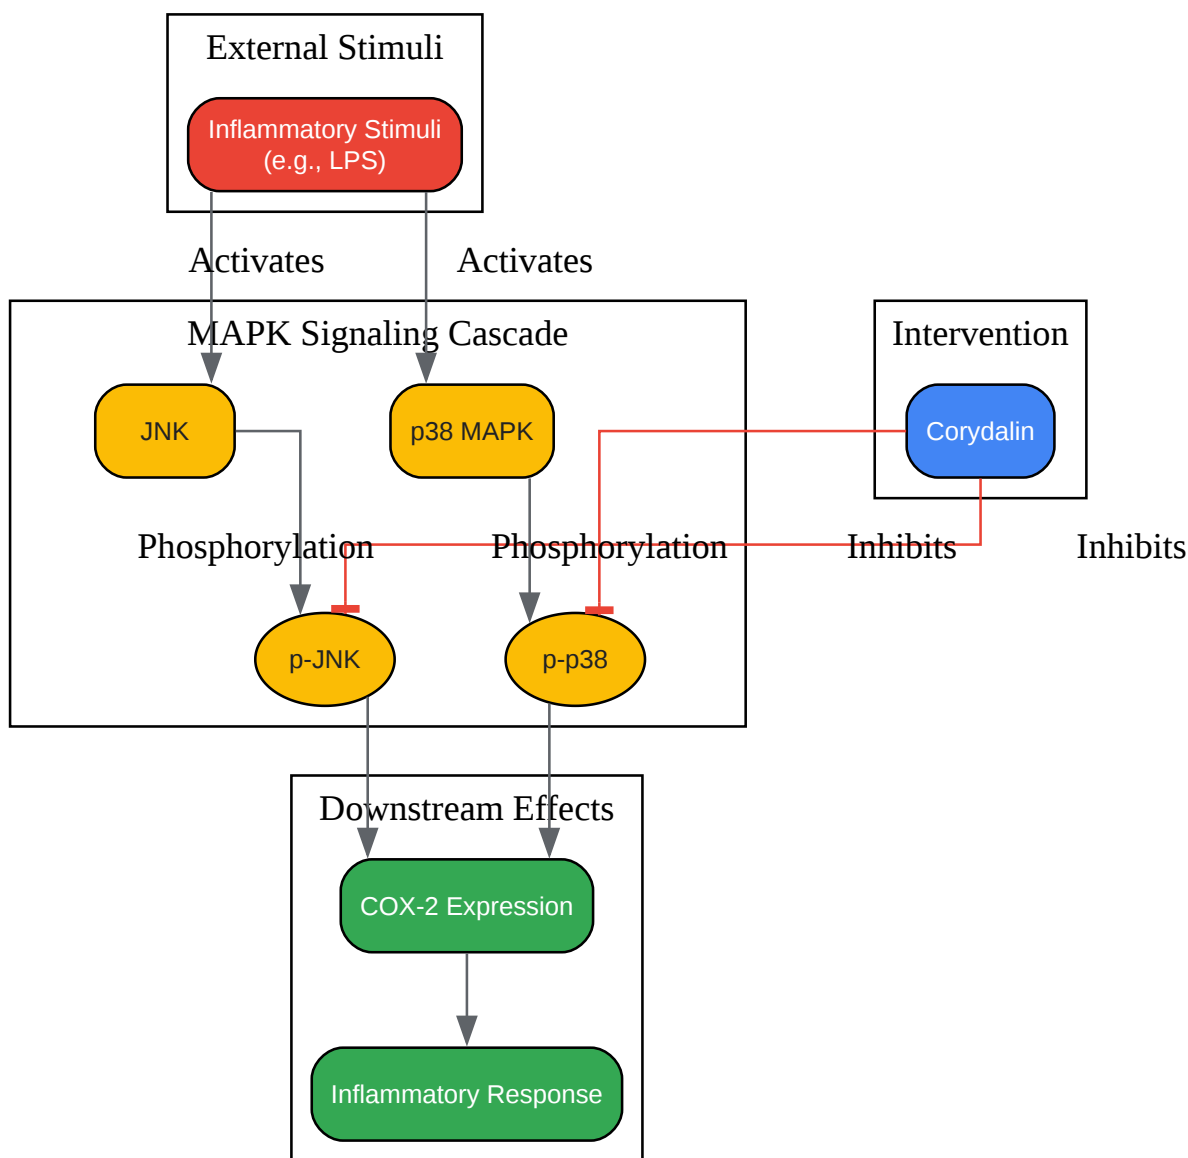 External Stimuli
Inflammatory Stimuli
(e.g., LPS)
Activates
Activates
MAPK Signaling Cascade
Intervention
JNK
p38 MAPK
Corydalin
Phosphorylation
Phosphorylation
Inhibits
Inhibits
p-JNK
p-p38
Downstream Effects
COX-2 Expression
Inflammatory Response